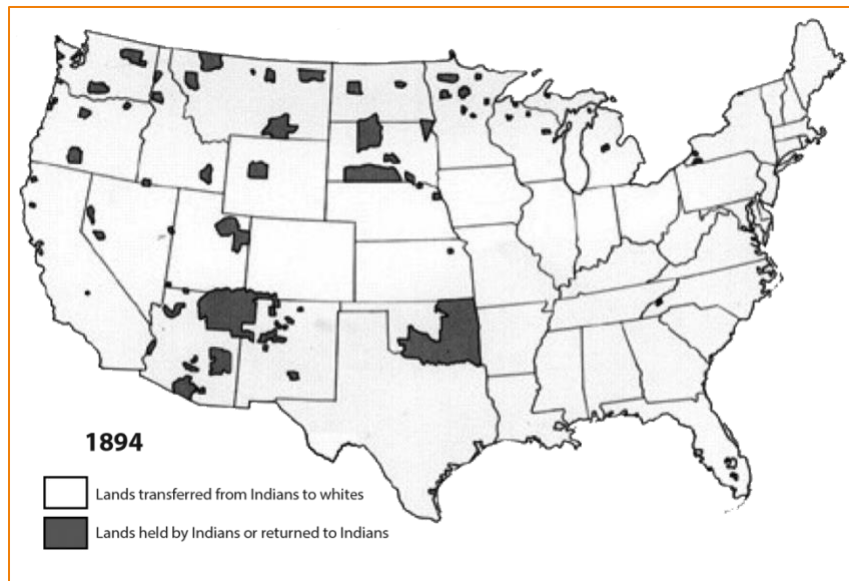 1894
Lands transferred from Indians to whites
Lands held by Indians or returned to Indians